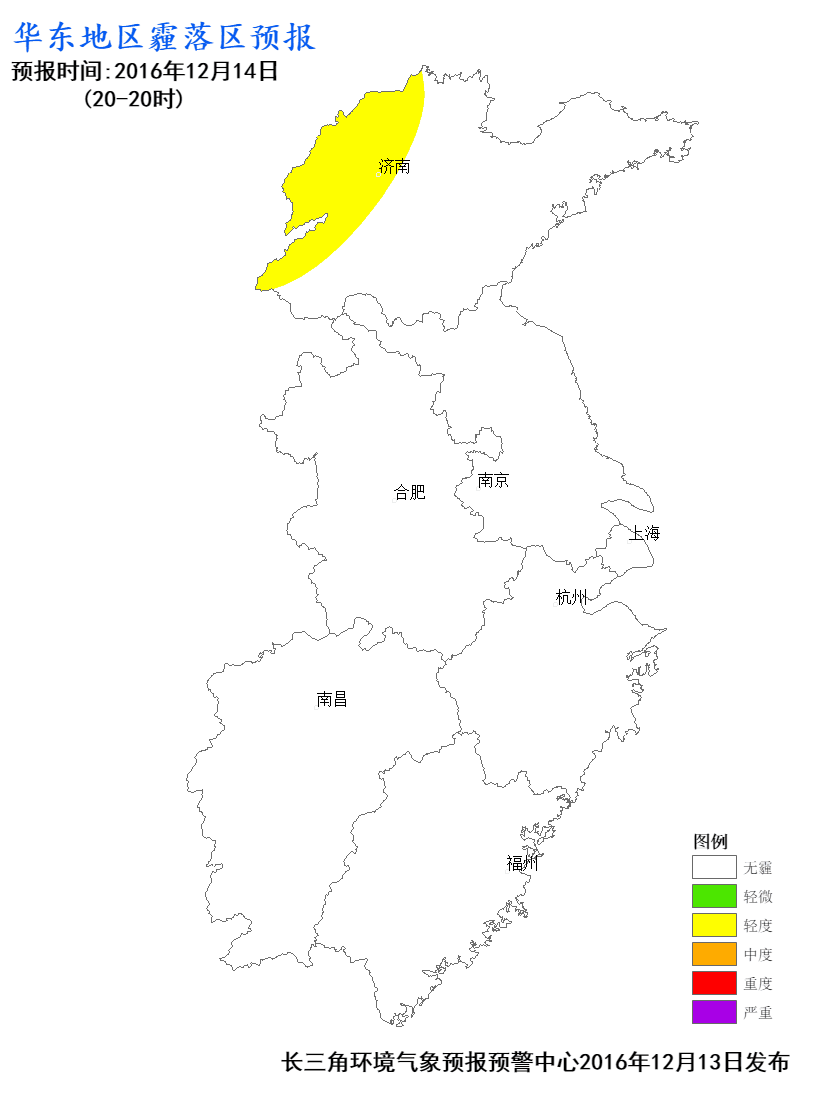 华东地区霾落区预报
预报时间:2016年12月14日
(20-20时)
济南
南京
合肥
上海
杭州
南昌
福州
图例
无霾
轻微
轻度
中度
重度
严重
长三角环境气象预报预警中心2016年12月13日发布